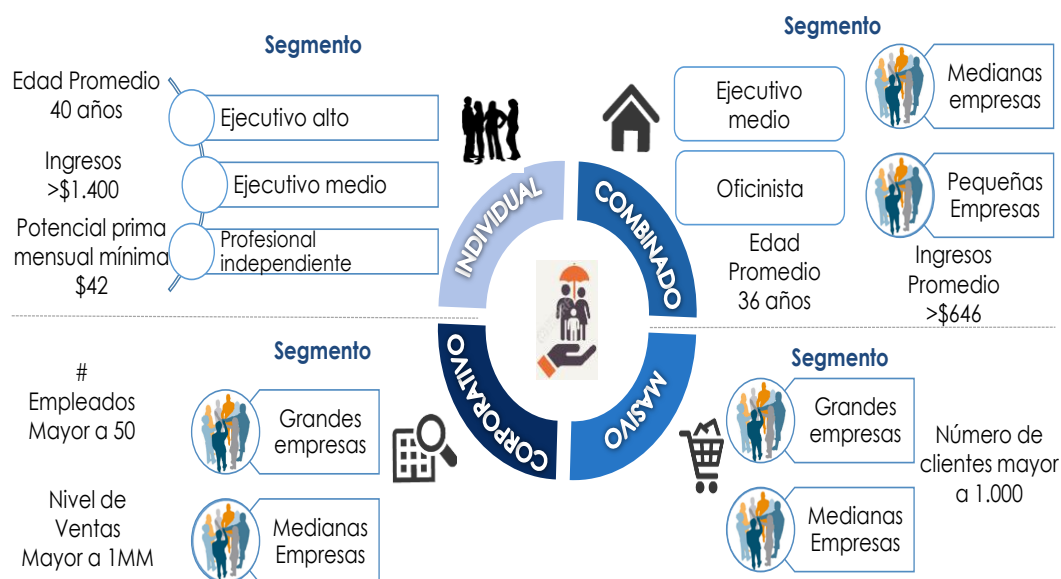 Segmento
Edad Promedio
40 años
Ingresos
>$1.400
Potencial prima
mensual mínima
$42
Ejecutivo alto
Ejecutivo medio
Profesional
independiente
INDIVIDUAL
COMBINADO
CORPORATIVO
MASIVO
Segmento
Ejecutivo
medio
Oficinista
Medianas
empresas
Pequeñas
Empresas
Edad
Promedio
36 años
Ingresos
Promedio
>$646
Segmento
#
Empleados
Mayor a 50
Nivel de
Ventas
Mayor a 1MM
Grandes
empresas
Medianas
Empresas
Segmento
Grandes
empresas
Medianas
Empresas
Número de
clientes mayor
a 1.000